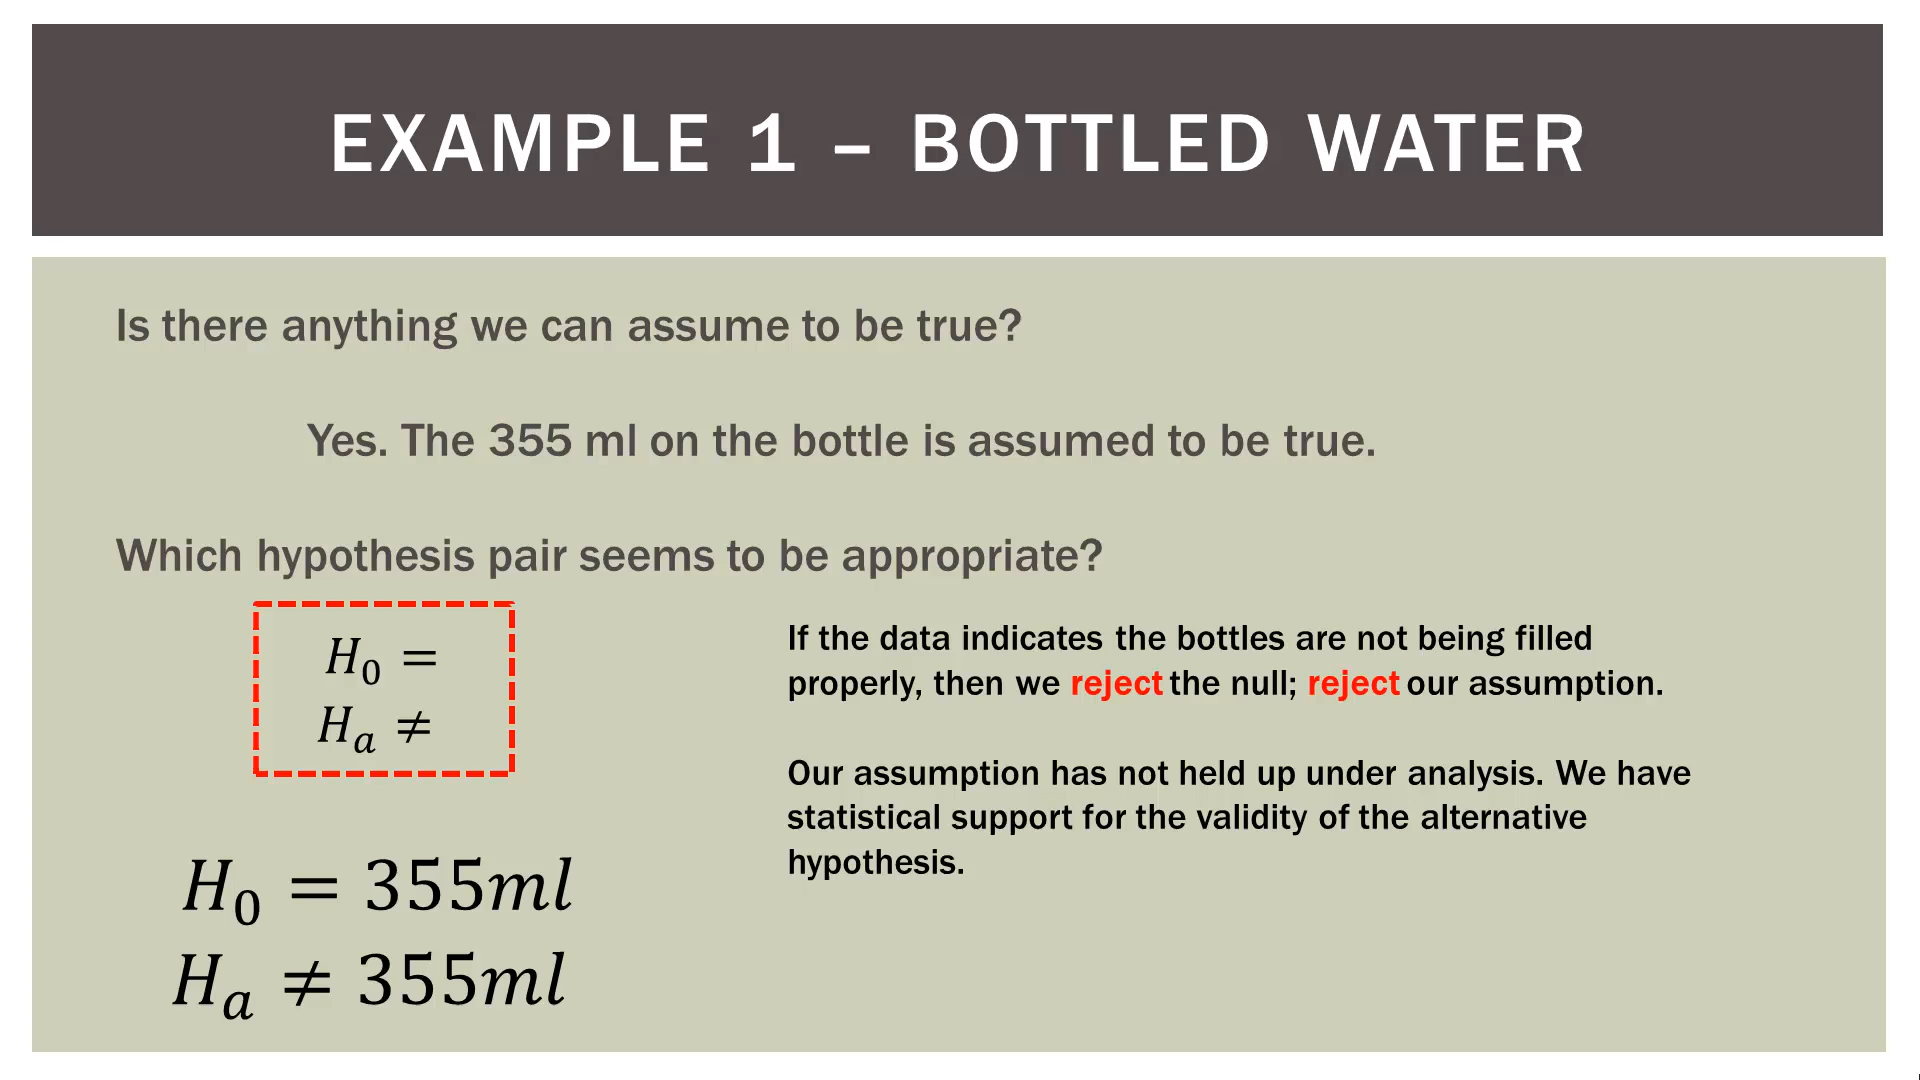 EXAMPLE 1 – BOTTLED WATER
Is there anything we can assume to be true?
Yes. The 355 ml on the bottle is assumed to be true.
Which hypothesis pair seems to be appropriate?
H₀ =
Hₐ ≠
H₀ = 355ml
Hₐ ≠ 355ml
If the data indicates the bottles are not being filled
properly, then we reject the null; reject our assumption.
Our assumption has not held up under analysis. We have
statistical support for the validity of the alternative
hypothesis.